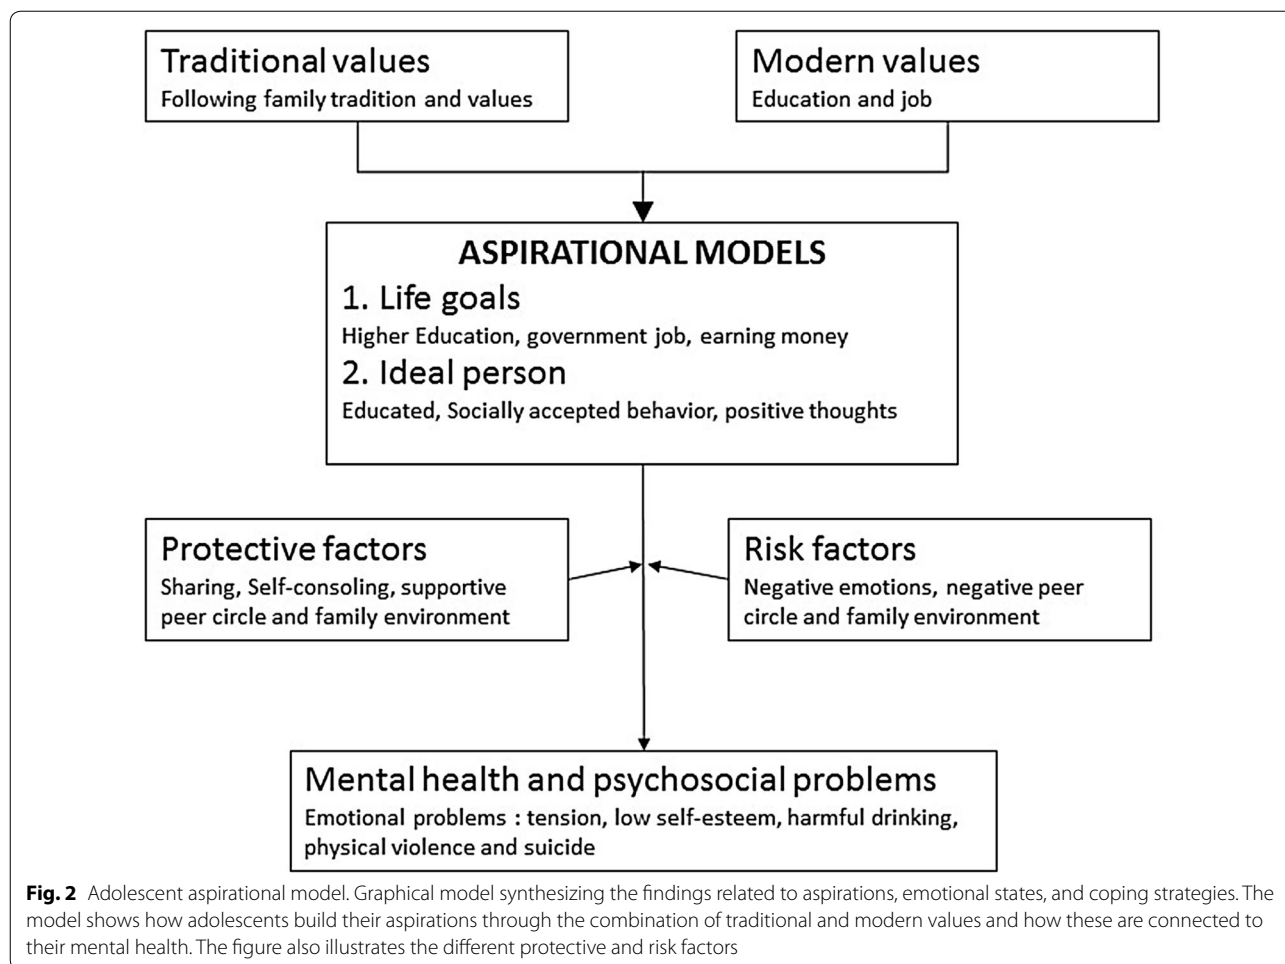 Traditional values
Following family tradition and values
Modern values
Education and job
ASPIRATIONAL MODELS
1. Life goals
Higher Education, government job, earning money
2. Ideal person
Educated, Socially accepted behavior, positive thoughts
Protective factors
Sharing, Self-consoling, supportive
peer circle and family environment
Risk factors
Negative emotions, negative peer
circle and family environment
Mental health and psychosocial problems
Emotional problems : tension, low self-esteem, harmful drinking,
physical violence and suicide
Fig. 2 Adolescent aspirational model. Graphical model synthesizing the findings related to aspirations, emotional states, and coping strategies. The
model shows how adolescents build their aspirations through the combination of traditional and modern values and how these are connected to
their mental health. The figure also illustrates the different protective and risk factors